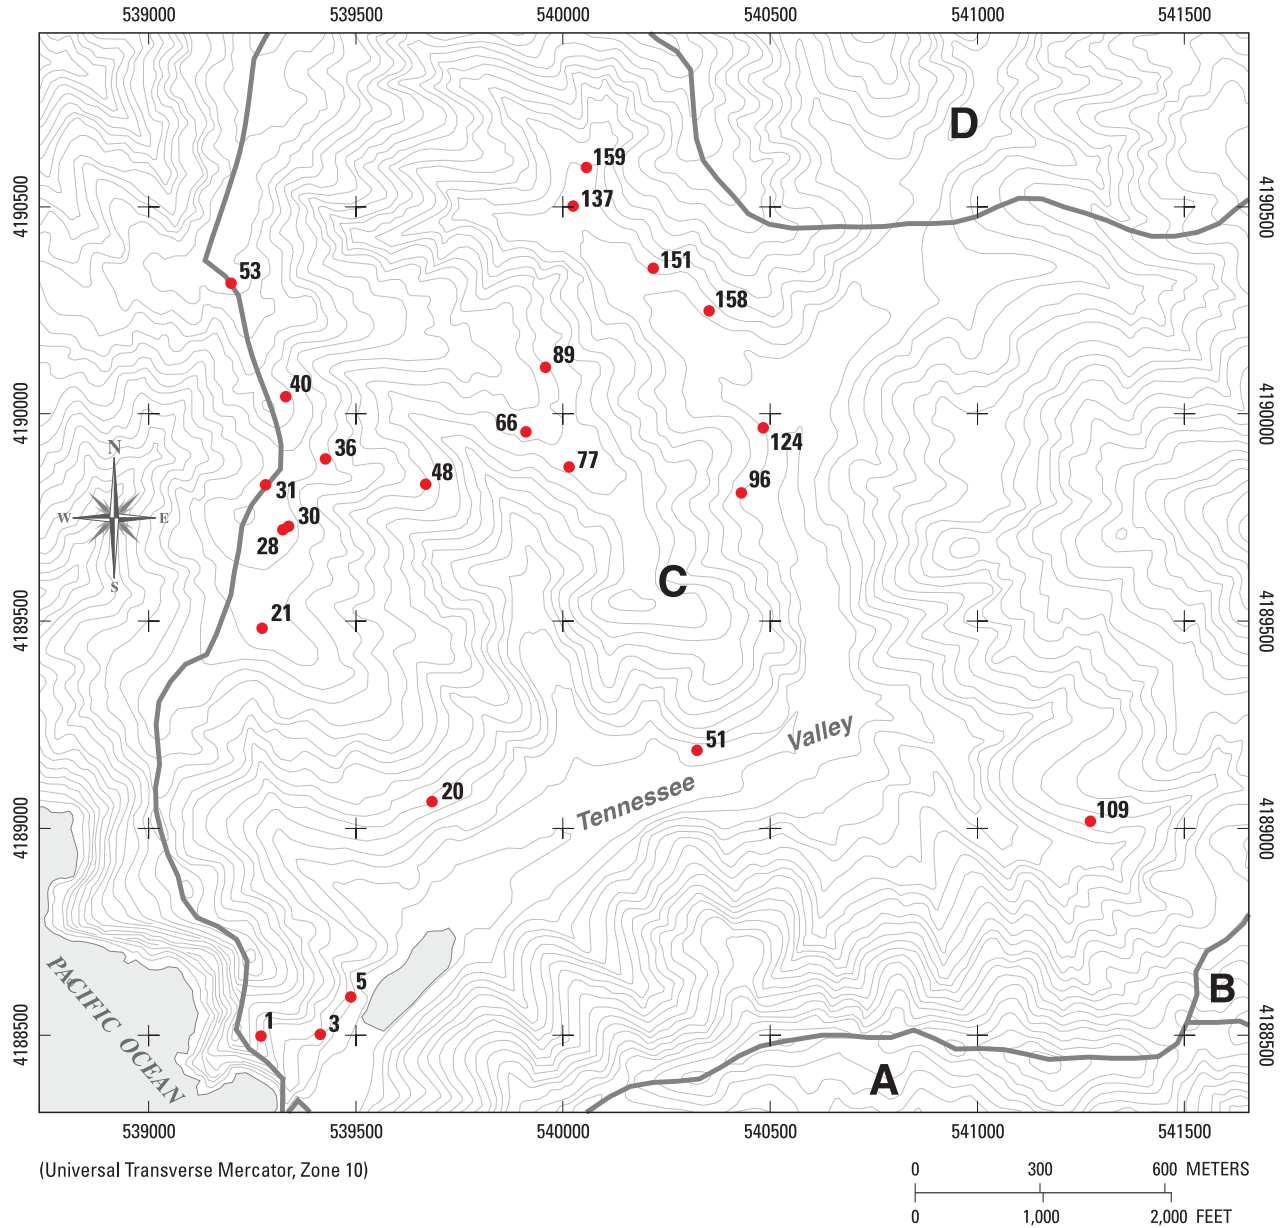 539000 539500 540000 540500 541000 541500
D
159
4190500 137 4190500
151
53
158
89
40
4190000 66 124 4190000
N
36
77
48
96
31
W E
30
28
S
C
21
4189500 4189500
51
Valley
20
Tennessee
109
4189000 4189000
PACIFIC OCEAN
5
B
1
3
4188500 4188500
A
539000 539500 540000 540500 541000 541500
(Universal Transverse Mercator, Zone 10)
0 300 600 METERS
0 1,000 2,000 FEET